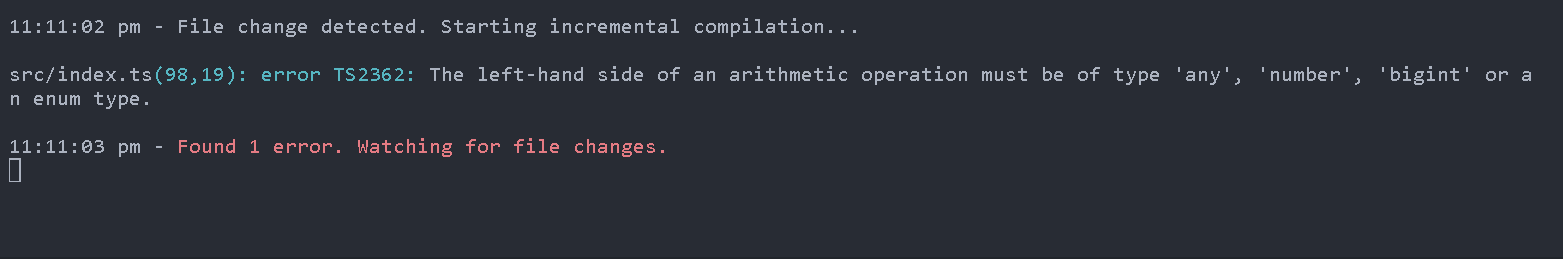 11:11:02 pm - File change detected. Starting incremental compilation...
src/index.ts(98,19): error TS2362: The left-hand side of an arithmetic operation must be of type 'any', 'number', 'bigint' or a
n enum type.
11:11:03 pm - Found 1 error. Watching for file changes.